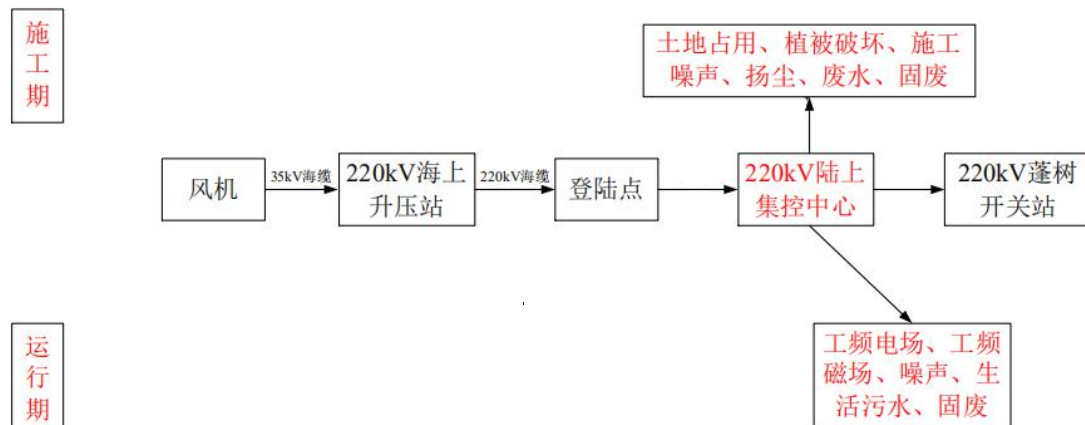 施
工
期
土地占用、植被破坏、施工
噪声、扬尘、废水、固废
风机
35kV海缆
220kV海上
升压站
220kV海缆
登陆点
220kV陆上
集控中心
220kV蓬树
开关站
运
行
期
工频电场、工频
磁场、噪声、生
活污水、固废